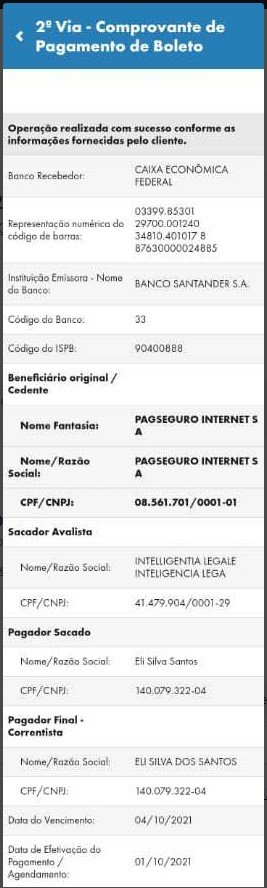 2ª Via - Comprovante de
Pagamento de Boleto
Operação realizada com sucesso conforme as
informações fornecidas pelo cliente.
Banco Recebedor:
CAIXA ECONÔMICA
FEDERAL
Representação numérica do
código de barras:
03399.85301
29700.001240
34810.401017 8
87630000024885
Instituição Emissora - Nome
do Banco:
BANCO SANTANDER S.A.
Código do Banco:
33
Código do ISPB:
90400888
Beneficiário original /
Cedente
Nome Fantasia:
PAGSEGURO INTERNET S
A
Nome/Razão
Social:
PAGSEGURO INTERNET S
A
CPF/CNPJ:
08.561.701/0001-01
Sacador Avalista
Nome/Razão Social:
INTELLIGENTIA LEGALE
INTELIGENCIA LEGA
CPF/CNPJ:
41.479.904/0001-29
Pagador Sacado
Nome/Razão Social:
Eli Silva Santos
CPF/CNPJ:
140.079.322-04
Pagador Final -
Correntista
Nome/Razão Social:
ELI SILVA DOS SANTOS
CPF/CNPJ:
140.079.322-04
Data do Vencimento:
04/10/2021
Data de Efetivação do
Pagamento /
Agendamento:
01/10/2021